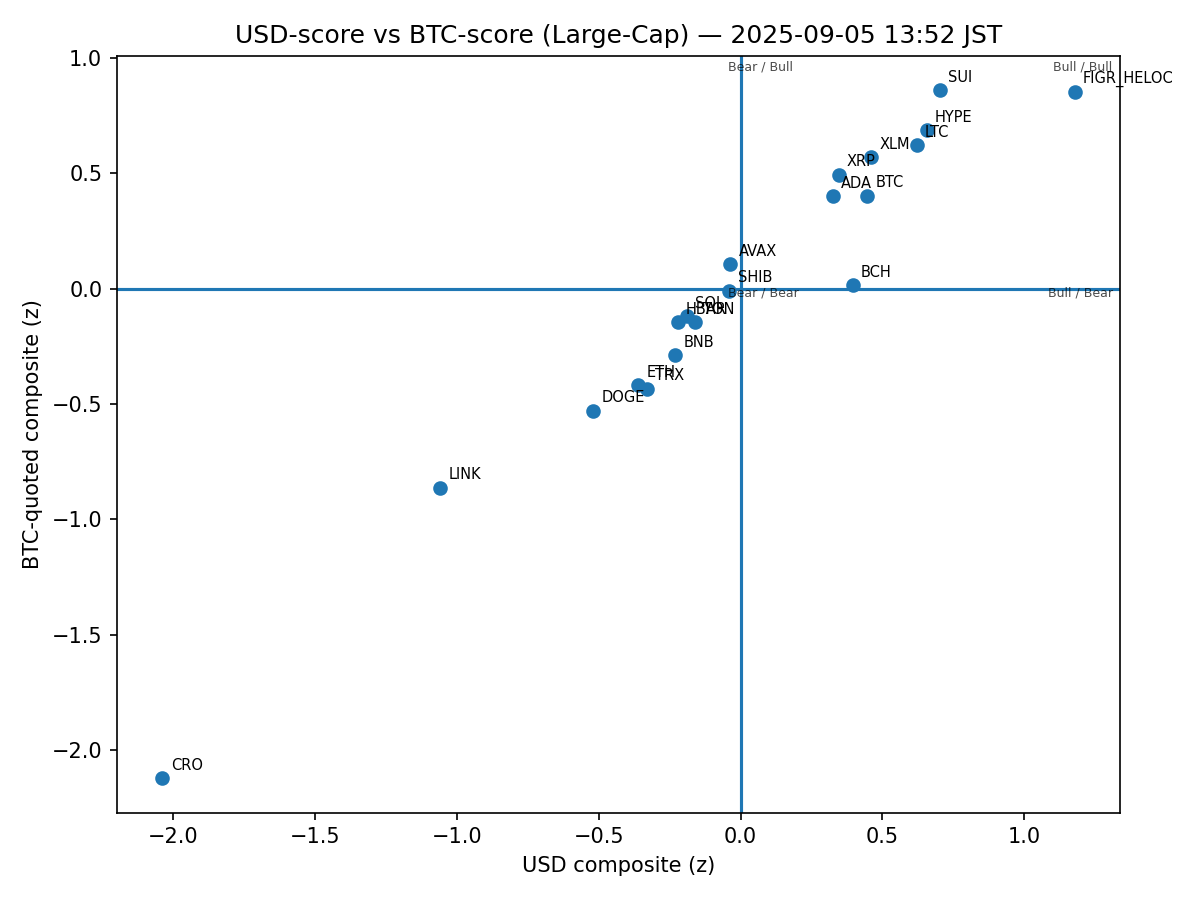 USD-score vs BTC-score (Large-Cap) — 2025-09-05 13:52 JST
1.0
Bear / Bull
Bull / Bull
SUI
FIGR_HELOC
HYPE
LTC
XLM
XRP
0.5
ADA
BTC
AVAX
SHIB
BCH
0.0
Bear / Bear
Bull / Bear
SOL
HBAR
TON
BNB
ETH
TRX
DOGE
−0.5
LINK
−1.0
−1.5
−2.0
CRO
BTC-quoted composite (z)
−2.0
−1.5
−1.0
−0.5
0.0
0.5
1.0
USD composite (z)